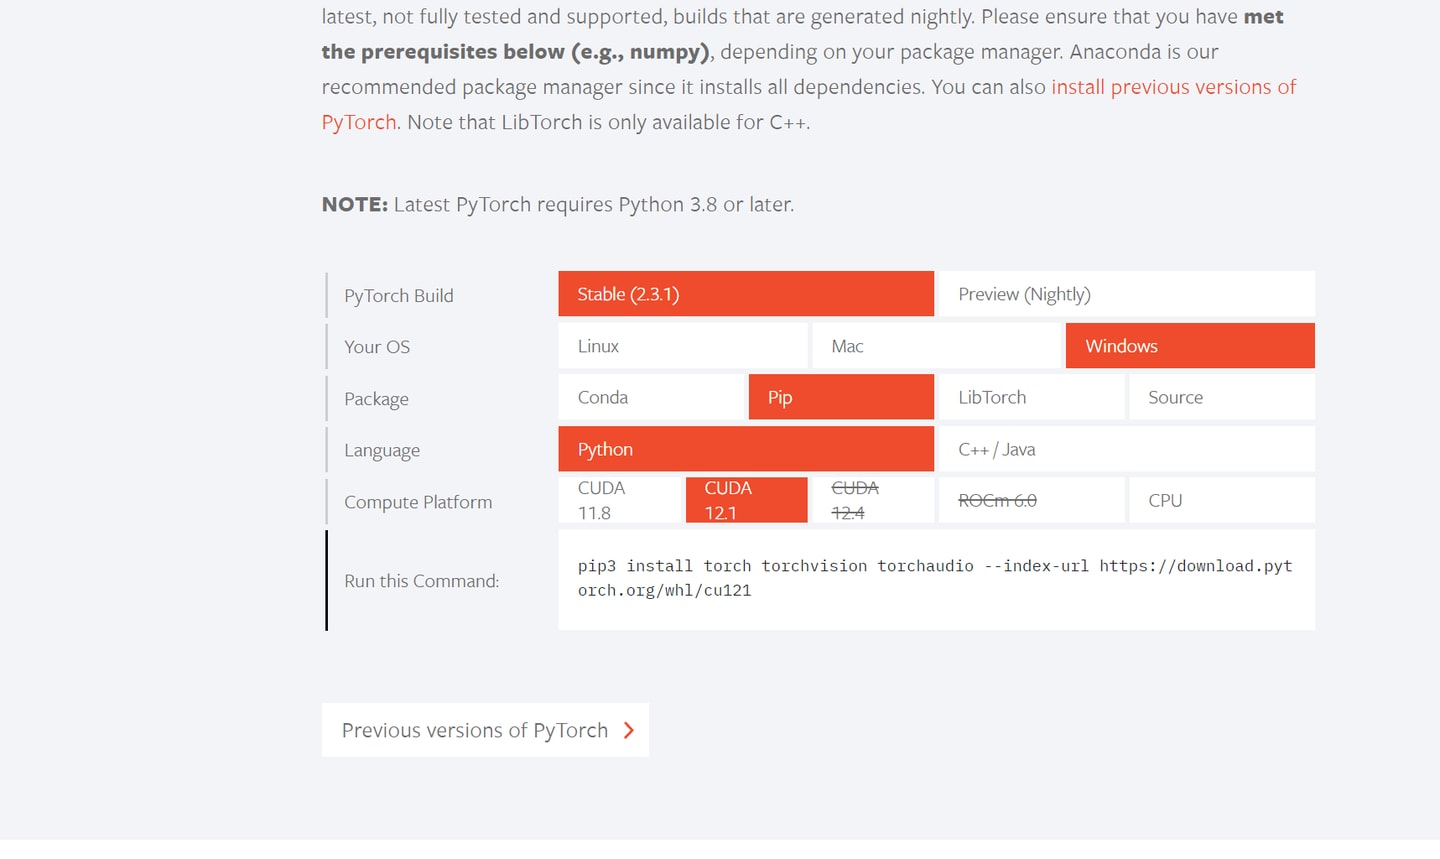 latest, not fully tested and supported, builds that are generated nightly. Please ensure that you have met
the prerequisites below (e.g., numpy), depending on your package manager. Anaconda is our
recommended package manager since it installs all dependencies. You can also install previous versions of
PyTorch. Note that LibTorch is only available for C++.
NOTE: Latest PyTorch requires Python 3.8 or later.
PyTorch Build
Stable (2.3.1)
Preview (Nightly)
Your OS
Linux
Mac
Windows
Package
Conda
Pip
LibTorch
Source
Language
Python
C++ / Java
Compute Platform
CUDA
11.8
CUDA
12.1
CUDA
12.4
ROCm 6.0
CPU
Run this Command:
pip3 install torch torchvision torchaudio --index-url https://download.pyt
orch.org/whl/cu121
Previous versions of PyTorch